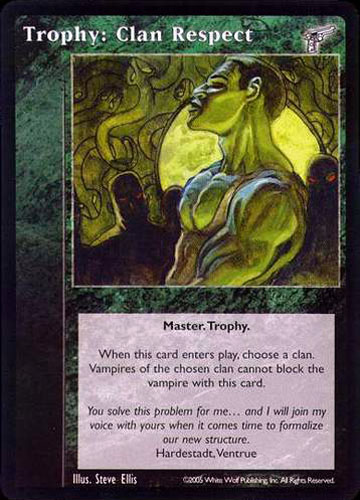 Trophy: Clan Respect
Master. Trophy.
When this card enters play, choose a clan.
Vampires of the chosen clan cannot block the
vampire with this card.
You solve this problem for me... and I will join my
voice with yours when it comes time to formalize
our new structure.
Hardestadt, Ventrue
Illus. Steve Ellis
©2005 White Wolf Publishing, Inc. All Rights Reserved.